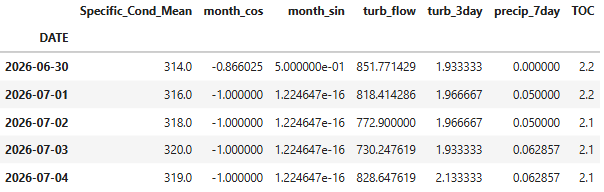 Specific_Cond_Mean month_cos month_sin turb_flow turb_3day precip_7day TOC
DATE
2026-06-30 314.0 -0.866025 5.000000e-01 851.771429 1.933333 0.000000 2.2
2026-07-01 316.0 -1.000000 1.224647e-16 818.414286 1.966667 0.050000 2.2
2026-07-02 318.0 -1.000000 1.224647e-16 772.900000 1.966667 0.050000 2.1
2026-07-03 320.0 -1.000000 1.224647e-16 730.247619 1.933333 0.062857 2.1
2026-07-04 319.0 -1.000000 1.224647e-16 828.647619 2.133333 0.062857 2.1